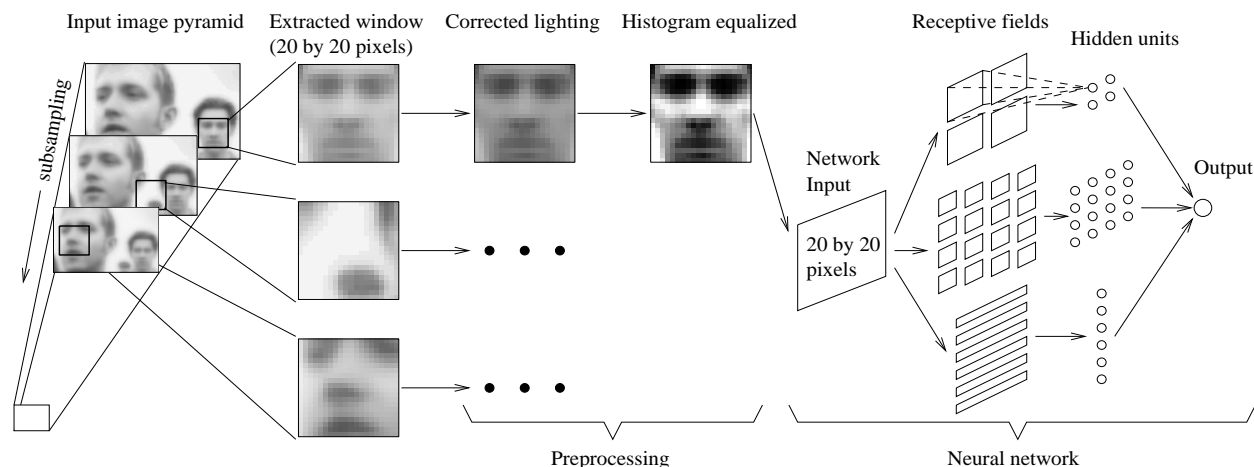 Input image pyramid
Extracted window
(20 by 20 pixels)
Corrected lighting
Histogram equalized
Receptive fields
Hidden units
subsampling
Network
Input
Output
20 by 20
pixels
Preprocessing
Neural network